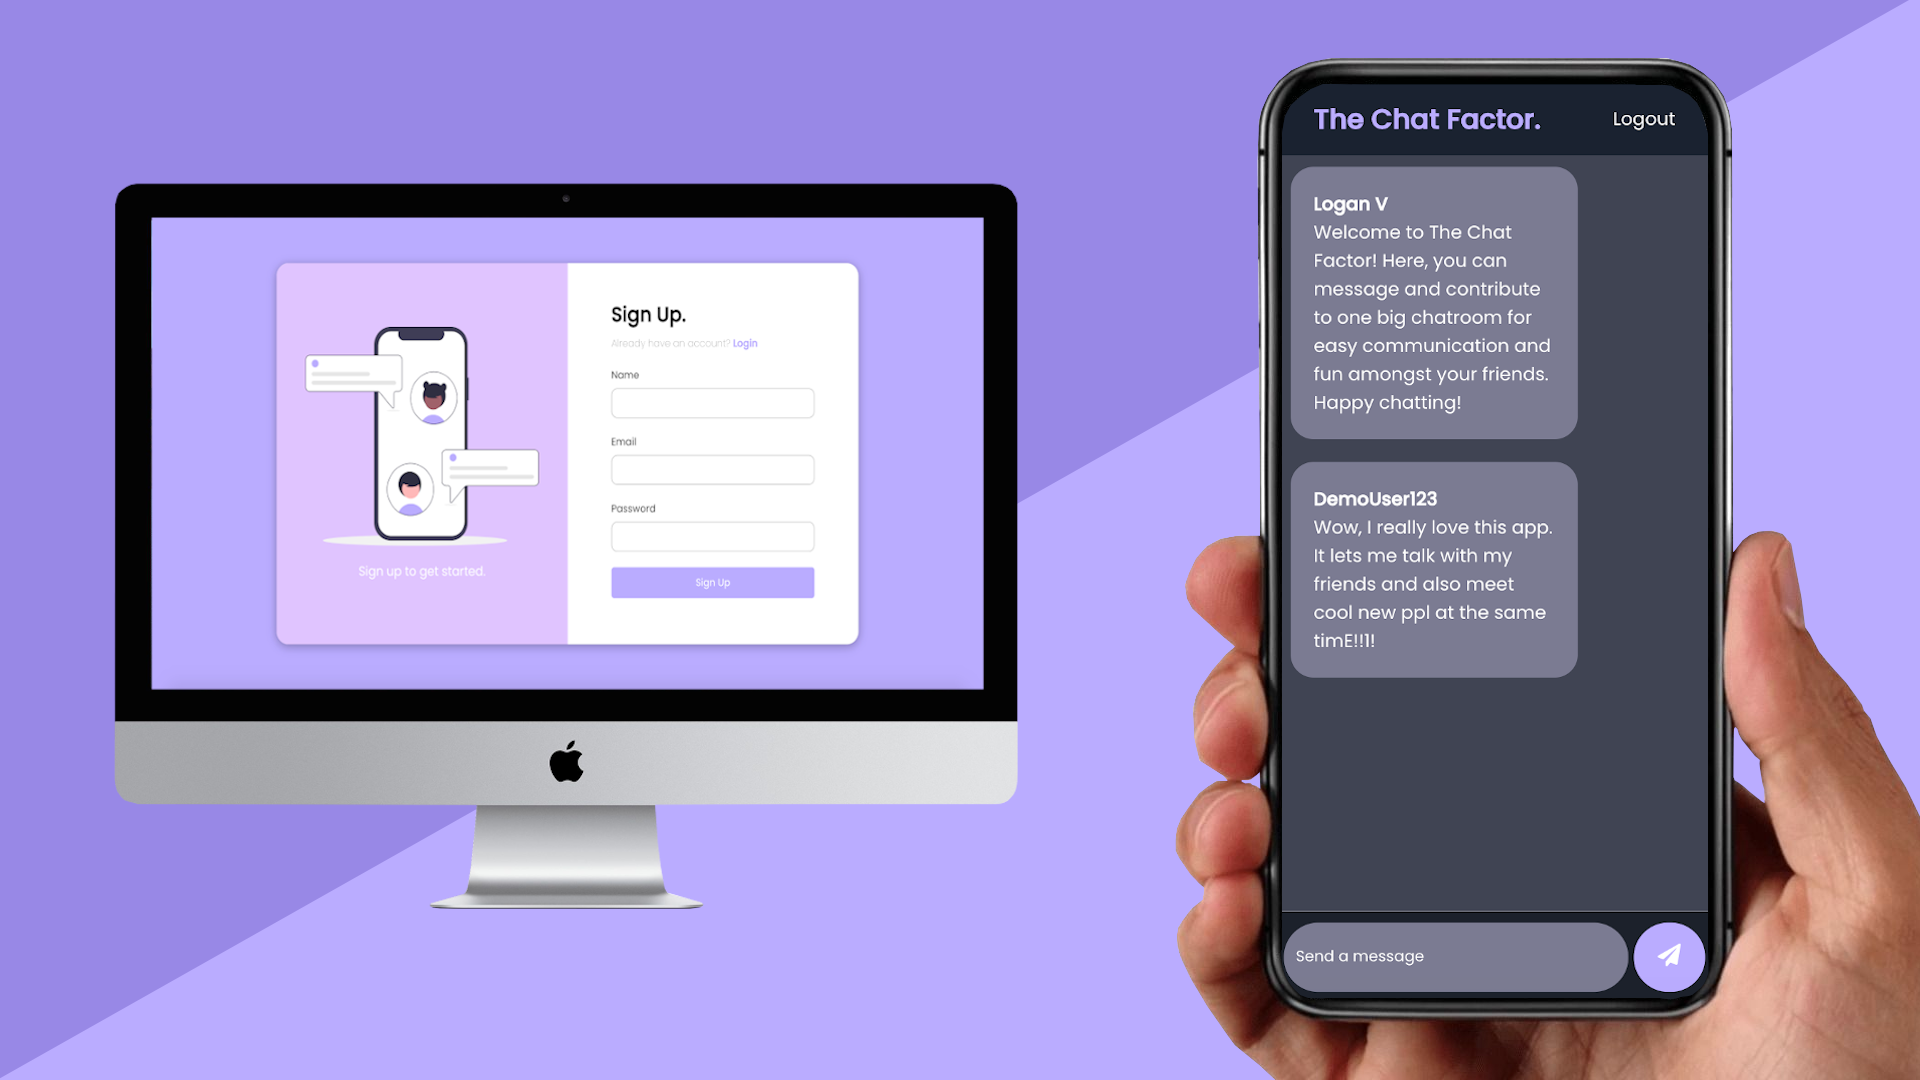 Sign Up.
Already have an account? Login
Name
Email
Password
Sign Up
Sign up to get started.
The Chat Factor.
Logout
Logan V
Welcome to The Chat
Factor! Here, you can
message and contribute
to one big chatroom for
easy communication and
fun amongst your friends.
Happy chatting!
DemoUser123
Wow, I really love this app.
It lets me talk with my
friends and also meet
cool new ppl at the same
timE!!1!
Send a message